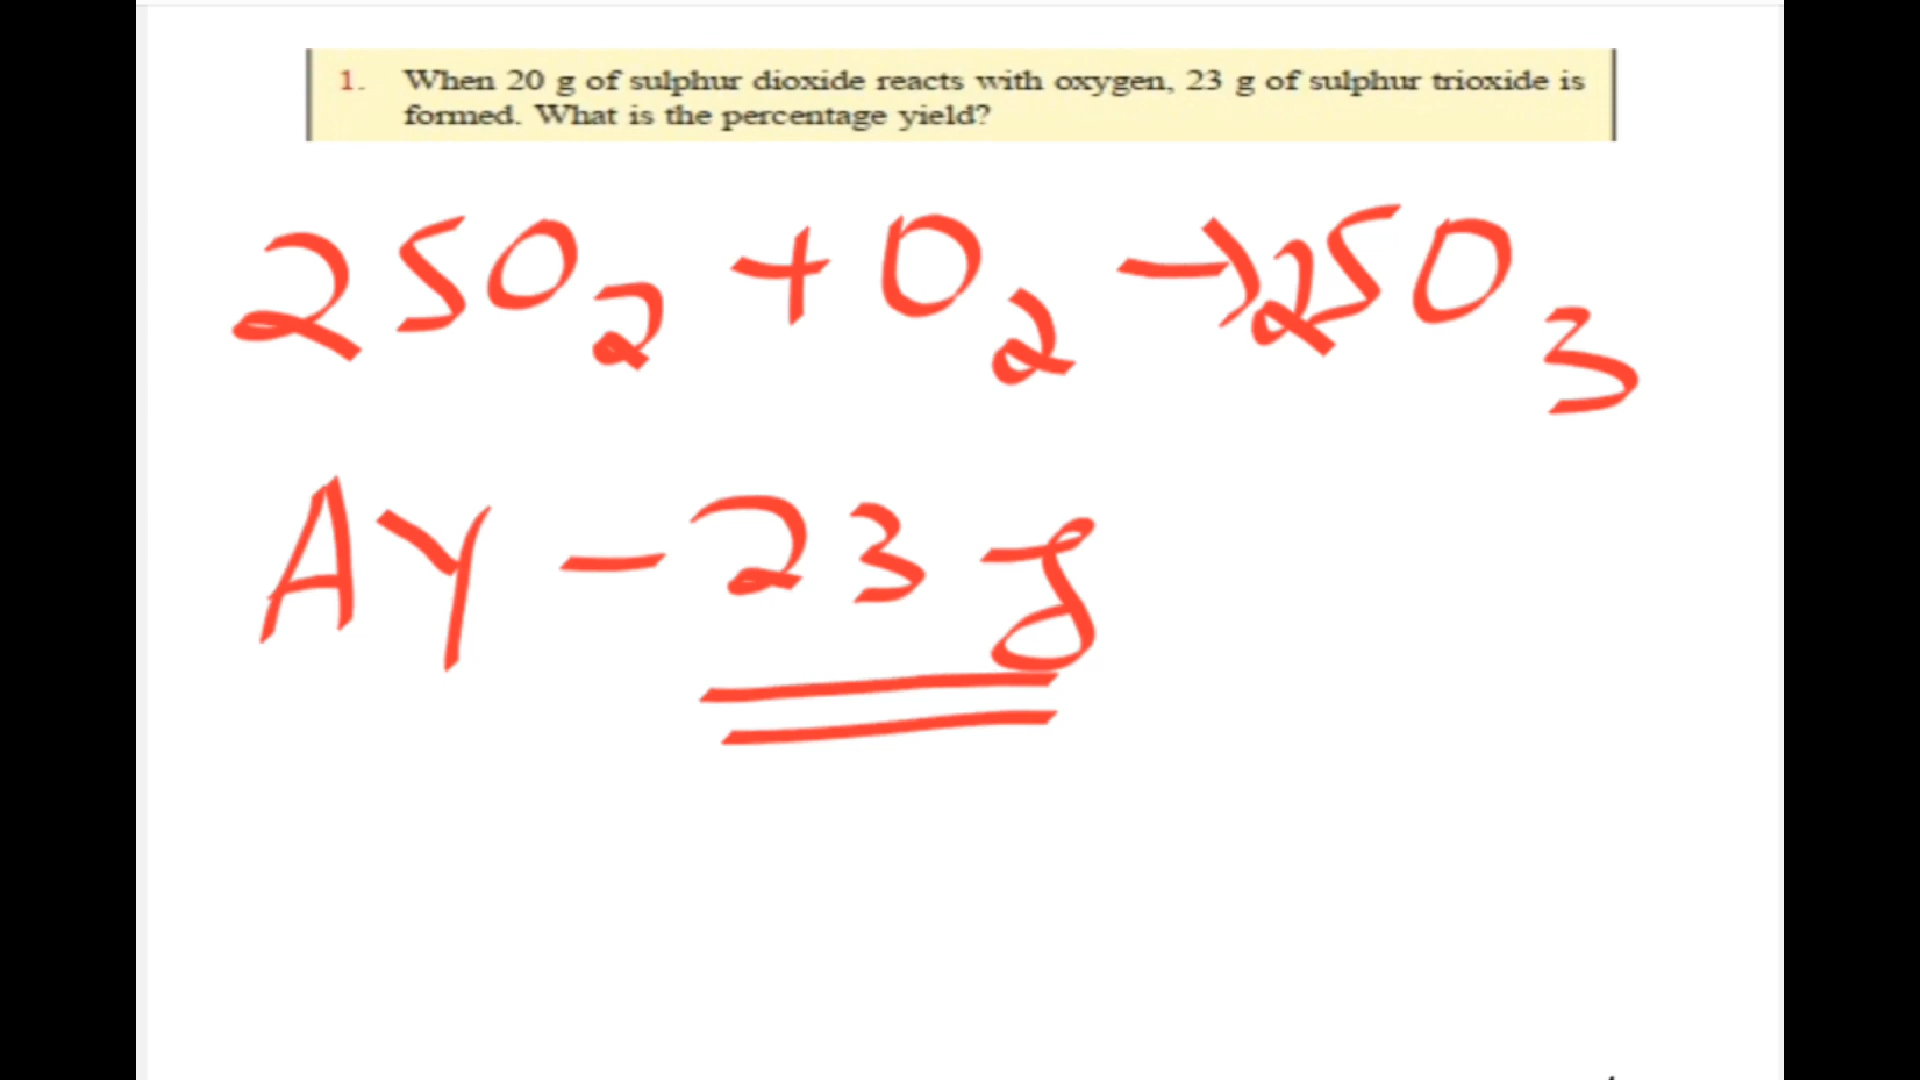 1. When 20 g of sulphur dioxide reacts with oxygen, 23 g of sulphur trioxide is
formed. What is the percentage yield?
2SO₂ + O₂ → 2SO₃
AY - 23g